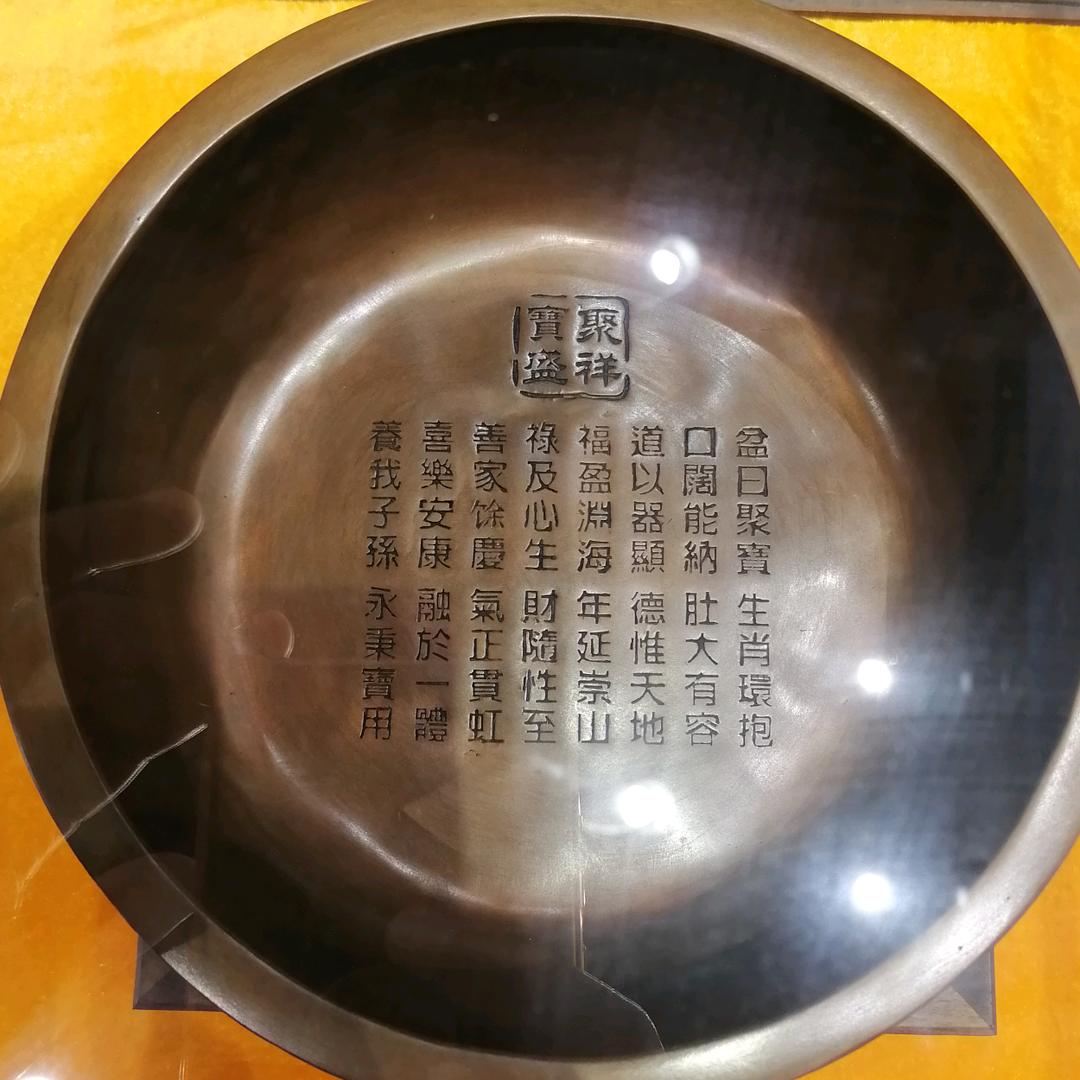 聚祥
寶盛
盆曰聚寶 生肖環抱
口闊能納 肚大有容
道以器顯 德惟天地
福盈淵海 年延崇山
祿及心生 財隨性至
善家馀慶 氣正貫虹
喜樂安康 融於一體
養我子孫 永秉寶用